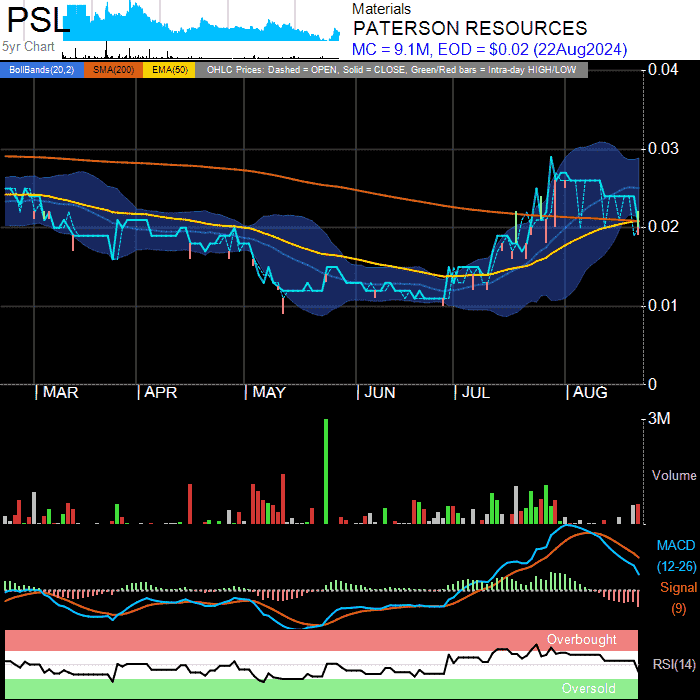 PSL
5yr Chart
Materials
PATERSON RESOURCES
MC = 9.1M, EOD = $0.02 (22Aug2024)
BollBands(20,2) SMA(200) EMA(50) OHLC Prices: Dashed = OPEN, Solid = CLOSE, Green/Red bars = Intra-day HIGH/LOW
0.04
0.03
0.02
0.01
0
MAR APR MAY JUN JUL AUG
3M
Volume
MACD
(12-26)
Signal
(9)
Overbought
RSI(14)
Oversold